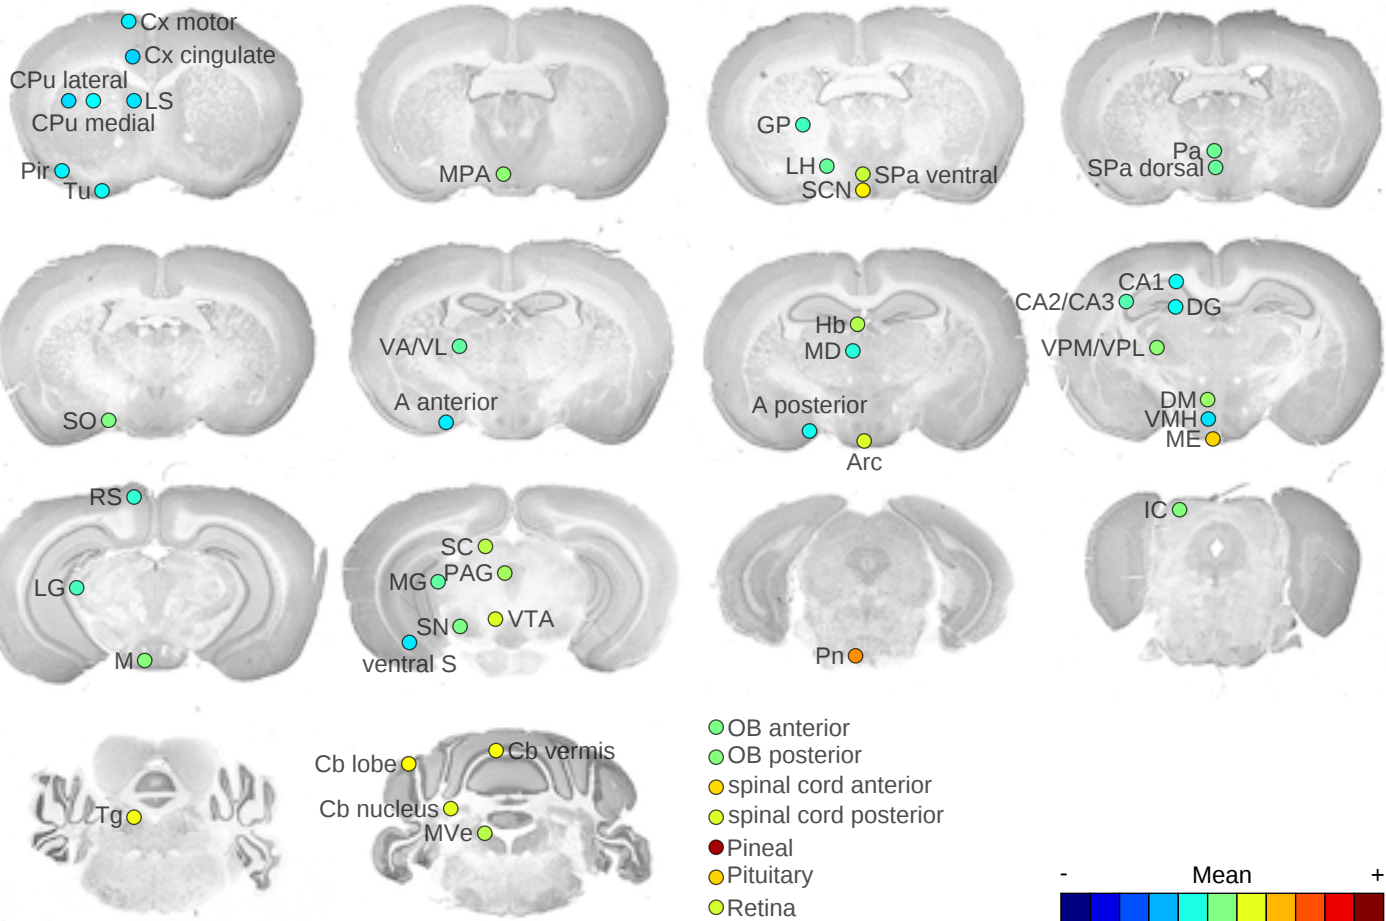 Cx motor
Cx cingulate
CPu lateral
LS
CPu medial
Pir
Tu
MPA
GP
LH
SPa ventral
SCN
Pa
SPa dorsal
SO
VA/VL
A anterior
Hb
MD
A posterior
Arc
CA1
CA2/CA3
DG
VPM/VPL
DM
VMH
ME
RS
LG
M
SC
MG
PAG
SN
VTA
ventral S
Pn
IC
Tg
Cb lobe
Cb vermis
Cb nucleus
MVe
OB anterior
OB posterior
spinal cord anterior
spinal cord posterior
Pineal
Pituitary
Retina
- Mean +